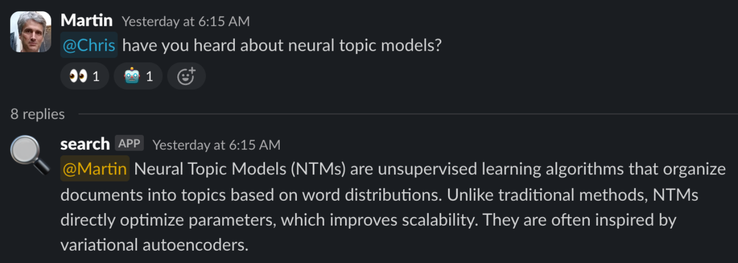 Martin Yesterday at 6:15 AM
@Chris have you heard about neural topic models?
👀 1 🤖 1
8 replies
search APP Yesterday at 6:15 AM
@Martin Neural Topic Models (NTMs) are unsupervised learning algorithms that organize
documents into topics based on word distributions. Unlike traditional methods, NTMs
directly optimize parameters, which improves scalability. They are often inspired by
variational autoencoders.